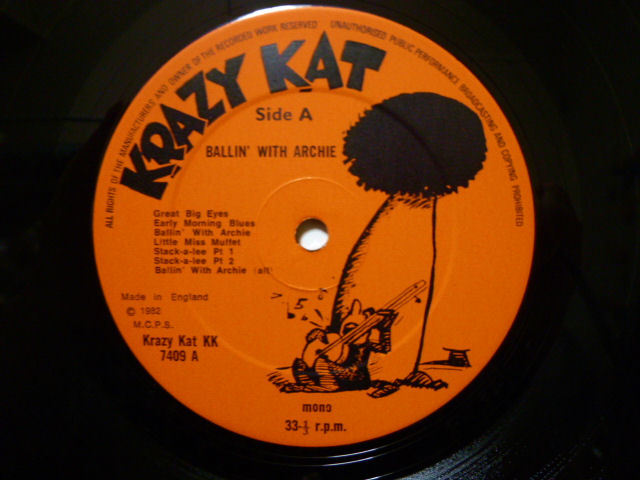 ALL RIGHTS OF THE MANUFACTURERS AND OWNER OF THE RECORDED WORK RESERVED UNAUTHORISED PUBLIC PERFORMANCE BROADCASTING AND COPYING PROHIBITED
KRAZY KAT
Side A
BALLIN' WITH ARCHIE
Great Big Eyes
Early Morning Blues
Ballin' With Archie
Little Miss Muffet
Stack-a-lee Pt 1
Stack-a-lee Pt 2
Ballin' With Archie (alt)
Made in England
© 1982
M.C.P.S.
Krazy Kat KK
7409 A
mono
33-1/3 r.p.m.